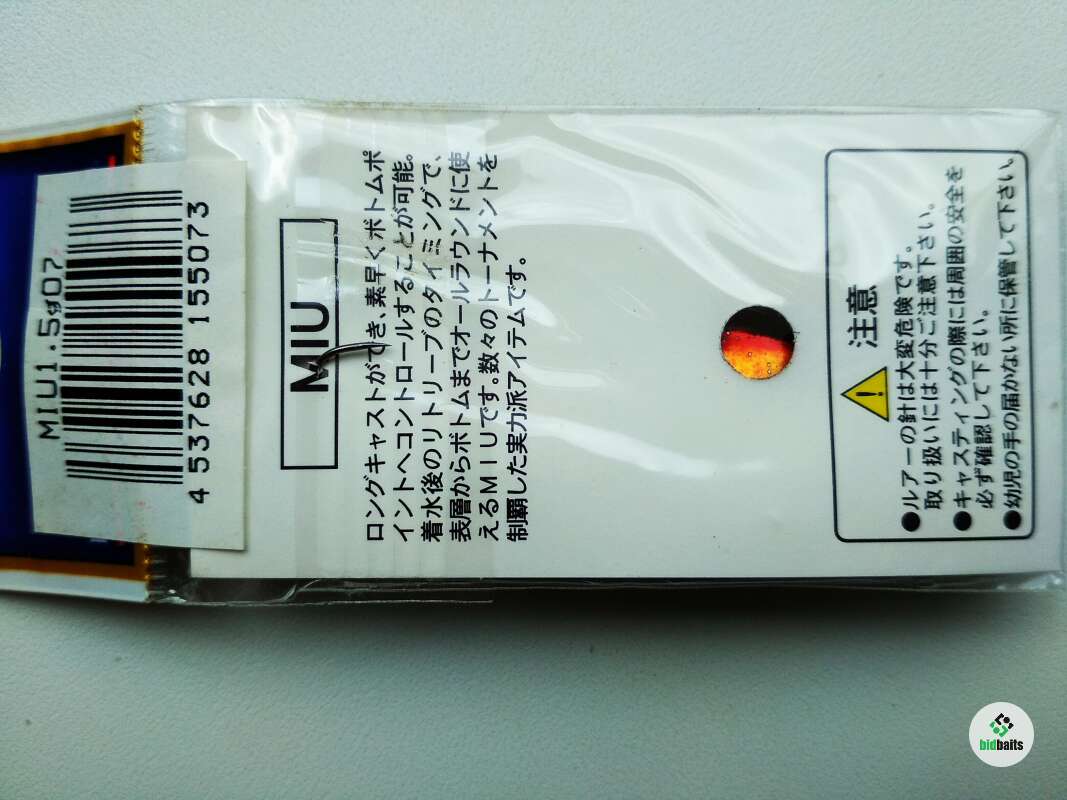 MIU1.5g07
4 537628 155073
MIU
ロングキャストができ、素早くボトムポ
イントへコントロールすることが可能。
着水後のリトリーブのタイミングで、
表層からボトムまでオールラウンドに使
えるＭＩＵです。数々のトーナメントを
制覇した実力派アイテムです。
注意
●ルアーの針は大変危険です。
取り扱いには十分ご注意下さい。
●キャスティングの際には周囲の安全を
必ず確認して下さい。
●幼児の手の届かない所に保管して下さい。
bidbaits